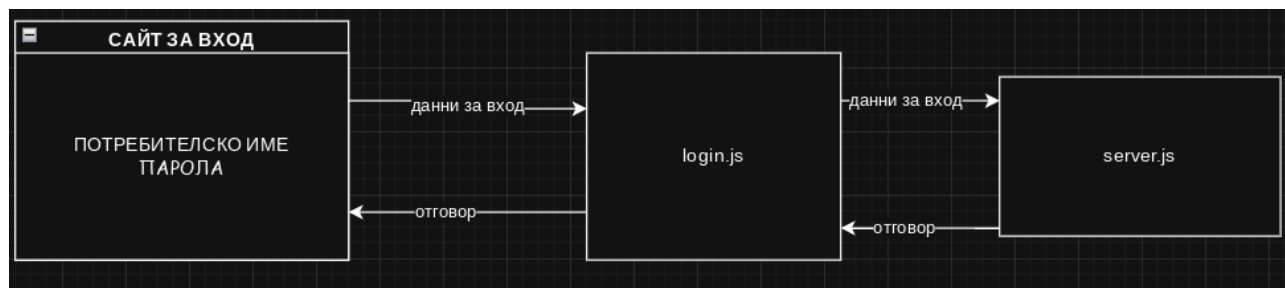 САЙТ ЗА ВХОД
ПОТРЕБИТЕЛСКО ИМЕ
ПАРОЛА
данни за вход
отговор
login.js
данни за вход
отговор
server.js